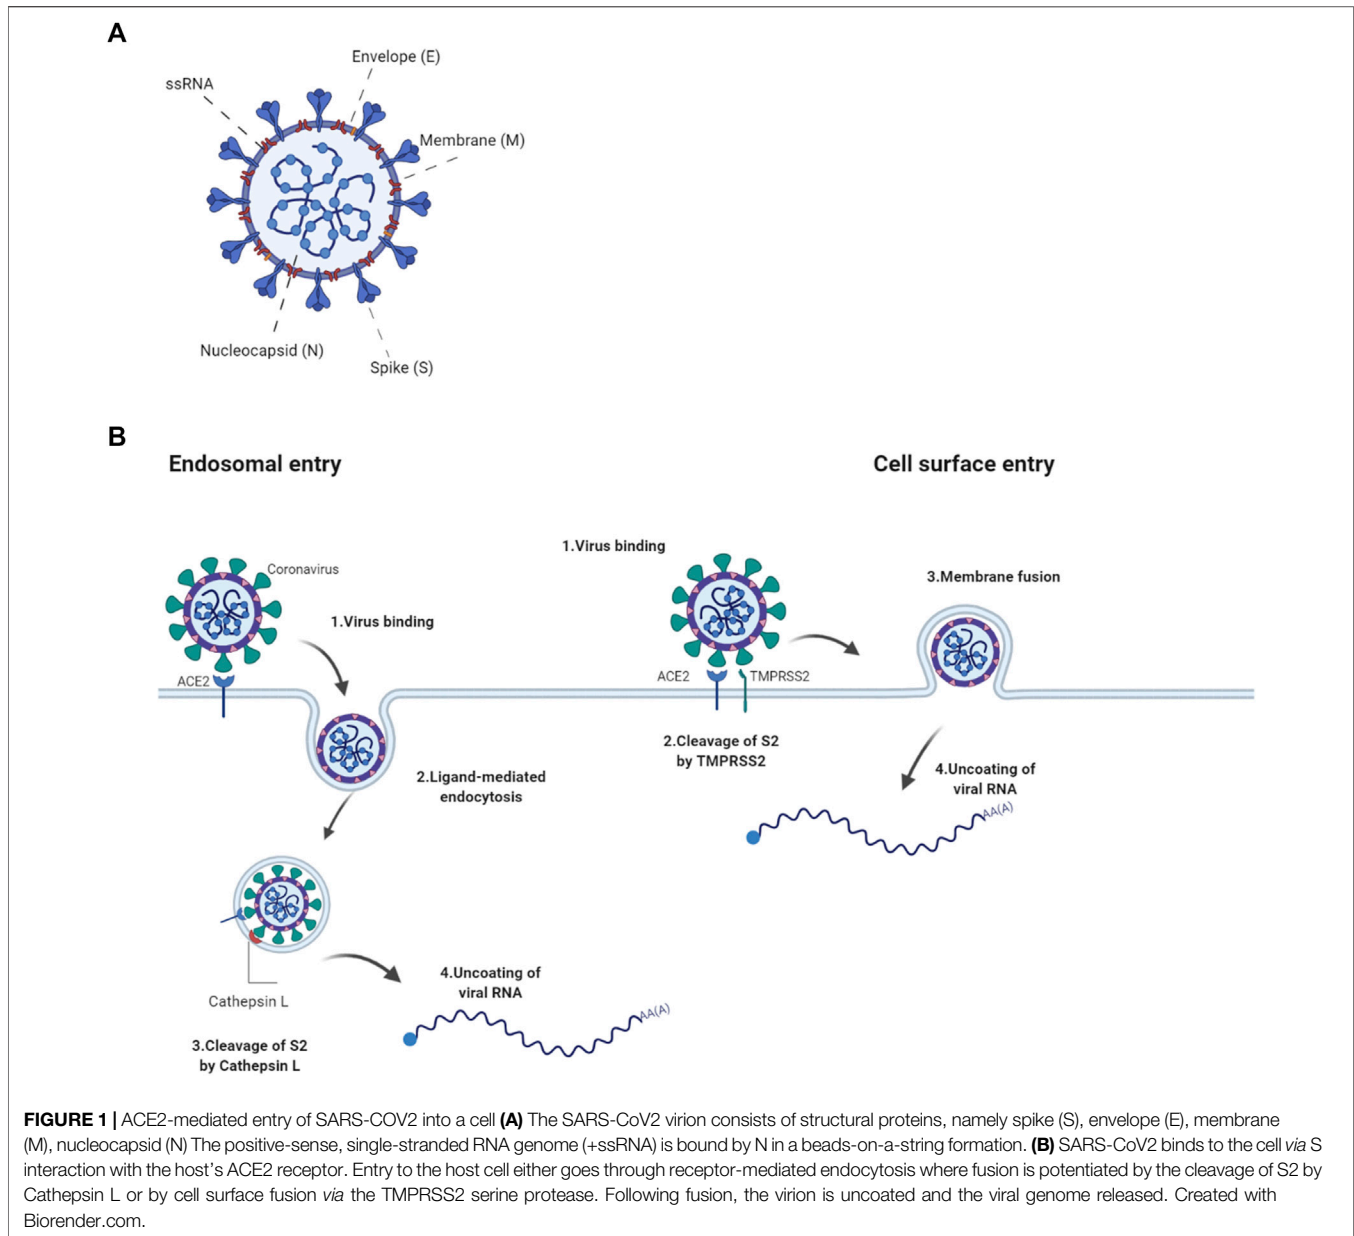 A
Envelope (E)
ssRNA
Membrane (M)
Nucleocapsid (N)
Spike (S)
B
Endosomal entry
Cell surface entry
Coronavirus
1.Virus binding
ACE2
2.Ligand-mediated
endocytosis
Cathepsin L
3.Cleavage of S2
by Cathepsin L
4.Uncoating of
viral RNA
AA(A)
1.Virus binding
ACE2
TMPRSS2
2.Cleavage of S2
by TMPRSS2
3.Membrane fusion
4.Uncoating of
viral RNA
AA(A)
FIGURE 1 | ACE2-mediated entry of SARS-COV2 into a cell (A) The SARS-CoV2 virion consists of structural proteins, namely spike (S), envelope (E), membrane
(M), nucleocapsid (N) The positive-sense, single-stranded RNA genome (+ssRNA) is bound by N in a beads-on-a-string formation. (B) SARS-CoV2 binds to the cell via S
interaction with the host's ACE2 receptor. Entry to the host cell either goes through receptor-mediated endocytosis where fusion is potentiated by the cleavage of S2 by
Cathepsin L or by cell surface fusion via the TMPRSS2 serine protease. Following fusion, the virion is uncoated and the viral genome released. Created with
Biorender.com.